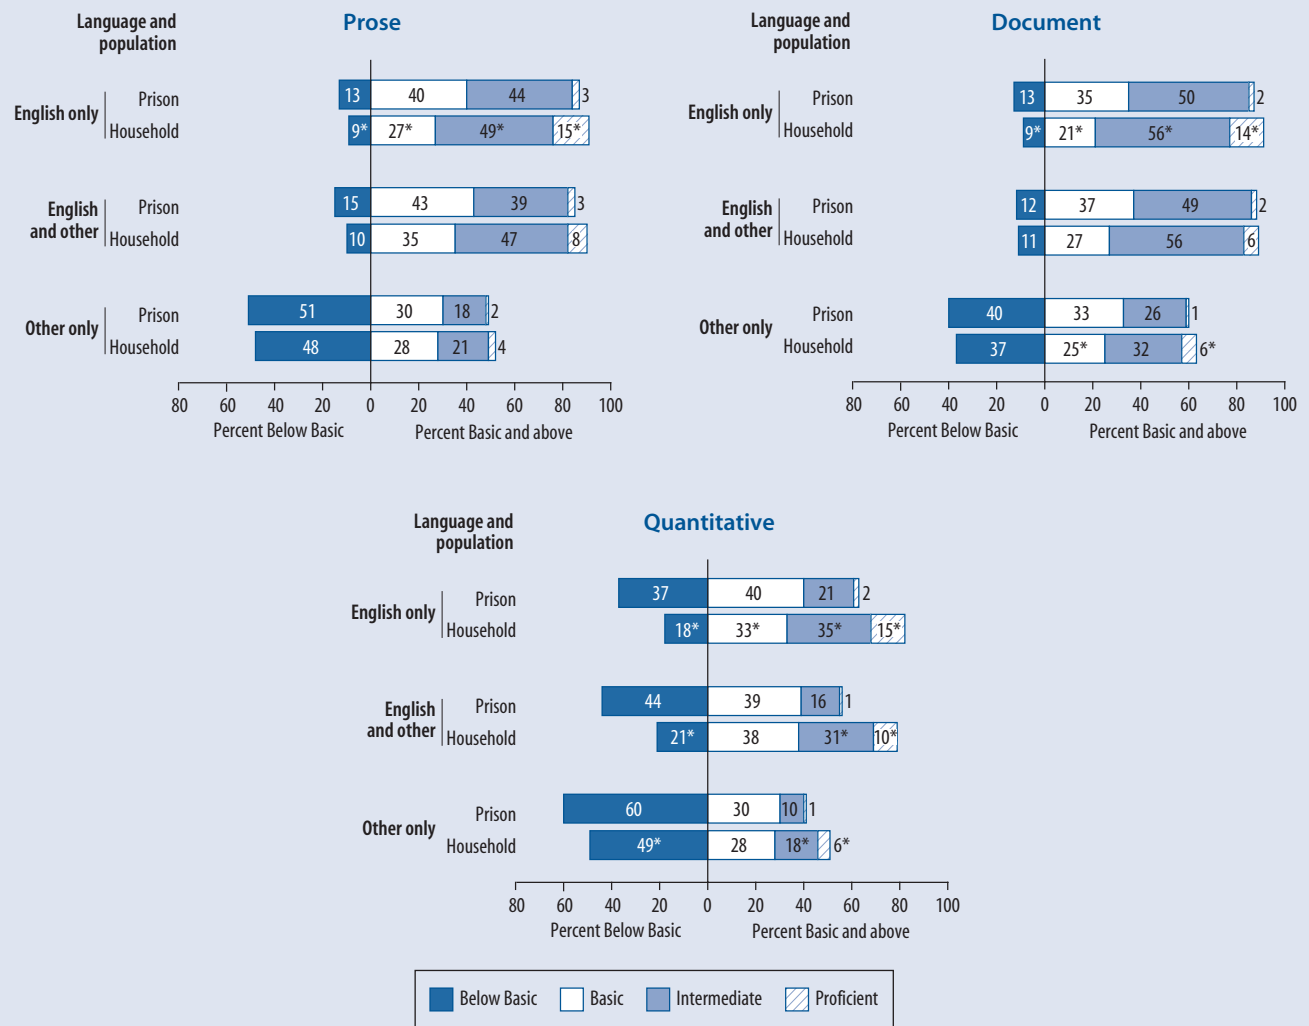 Language and
population
Prose
English only
Prison
13 40 44 3
Household
9* 27* 49* 15*
English
and other
Prison
15 43 39 3
Household
10 35 47 8
Other only
Prison
51 30 18 2
Household
48 28 21 4
80 60 40 20 0 20 40 60 80 100
Percent Below Basic Percent Basic and above
Language and
population
Document
English only
Prison
13 35 50 2
Household
9* 21* 56* 14*
English
and other
Prison
12 37 49 2
Household
11 27 56 6
Other only
Prison
40 33 26 1
Household
37 25* 32 6*
80 60 40 20 0 20 40 60 80 100
Percent Below Basic Percent Basic and above
Language and
population
Quantitative
English only
Prison
37 40 21 2
Household
18* 33* 35* 15*
English
and other
Prison
44 39 16 1
Household
21* 38 31* 10*
Other only
Prison
60 30 10 1
Household
49* 28 18* 6*
80 60 40 20 0 20 40 60 80 100
Percent Below Basic Percent Basic and above
Below Basic Basic Intermediate Proficient